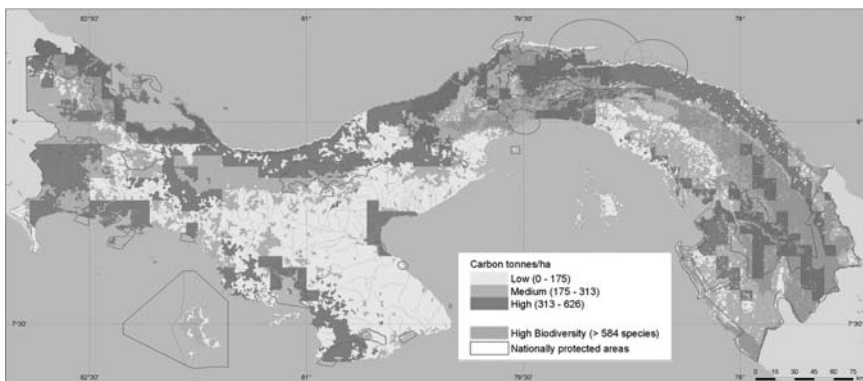 82°30' 81° 79°30' 78°
9° 9°
Carbon tonnes/ha
Low (0 - 175)
Medium (175 - 313)
High (313 - 626)
High Biodiversity (> 584 species)
Nationally protected areas
7°30' 7°30'
0 15 30 45 60 75
82°30' 81° 79°30' 78°